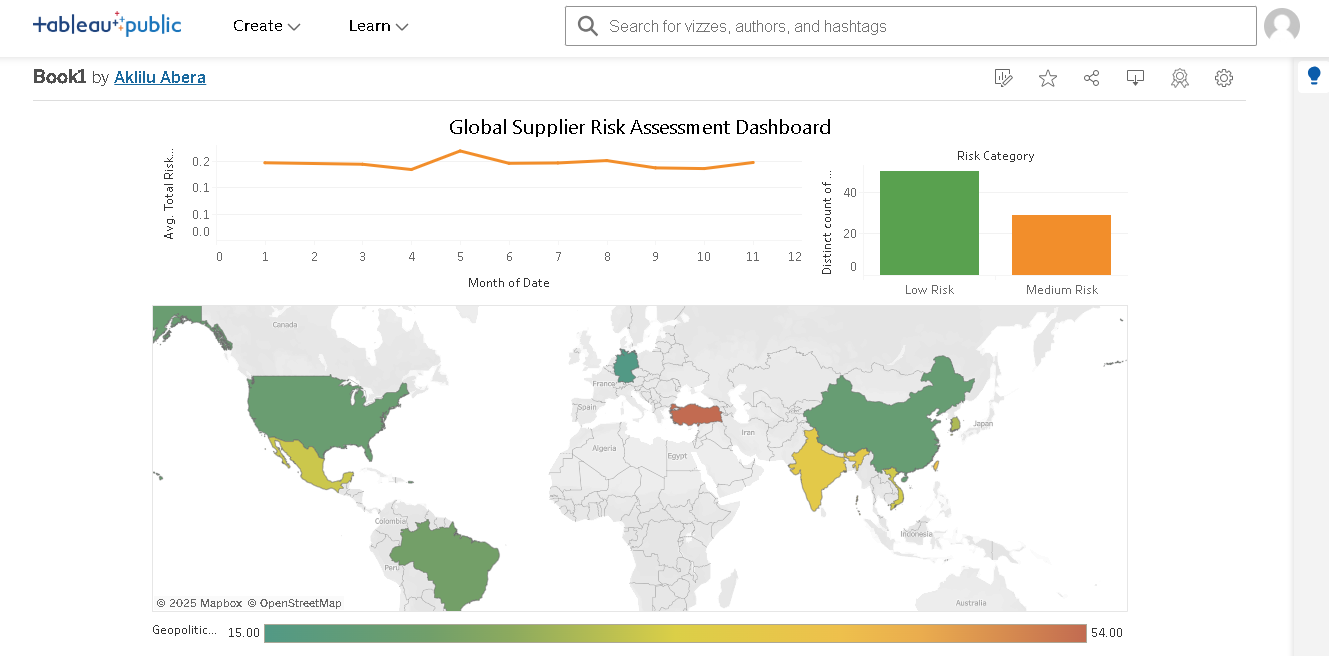 tableau public
Create
Learn
Search for vizzes, authors, and hashtags
Book1 by Aklilu Abera
Global Supplier Risk Assessment Dashboard
Avg. Total Risk...
0.2
0.1
0.1
0.0
0 1 2 3 4 5 6 7 8 9 10 11 12
Month of Date
Risk Category
Distinct count of ...
40
20
0
Low Risk
Medium Risk
Canada
France
Spain
Algeria
Egypt
Iran
Japan
Colombia
Peru
Indonesia
Australia
© 2025 Mapbox © OpenStreetMap
Geopolitic... 15.00 54.00